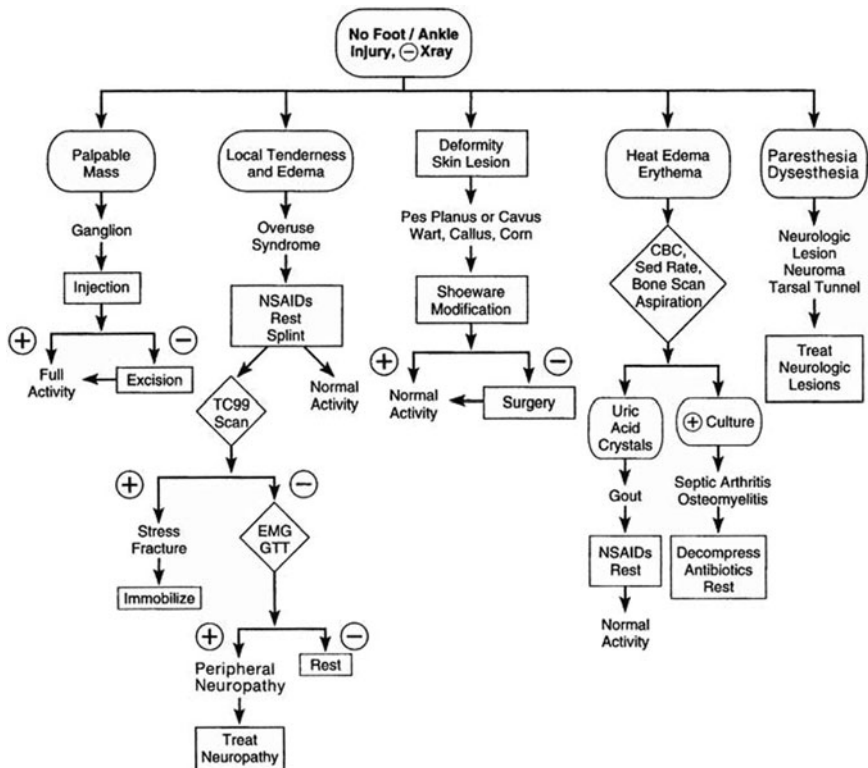 No Foot / Ankle
Injury, ⊖ Xray
Palpable
Mass
Ganglion
Injection
⊕
⊖
Full
Activity
Excision
Local Tenderness
and Edema
Overuse
Syndrome
NSAIDs
Rest
Splint
TC99
Scan
Normal
Activity
⊕
⊖
Stress
Fracture
Immobilize
EMG
GTT
⊕
⊖
Peripheral
Neuropathy
Rest
Treat
Neuropathy
Deformity
Skin Lesion
Pes Planus or Cavus
Wart, Callus, Corn
Shoeware
Modification
⊕
⊖
Normal
Activity
Surgery
Heat Edema
Erythema
CBC,
Sed Rate,
Bone Scan
Aspiration
Uric
Acid
Crystals
Gout
NSAIDs
Rest
Normal
Activity
⊕ Culture
Septic Arthritis
Osteomyelitis
Decompress
Antibiotics
Rest
Paresthesia
Dysesthesia
Neurologic
Lesion
Neuroma
Tarsal Tunnel
Treat
Neurologic
Lesions